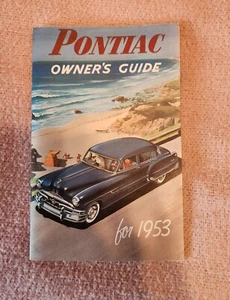 PONTIAC
OWNER'S GUIDE
for 1953